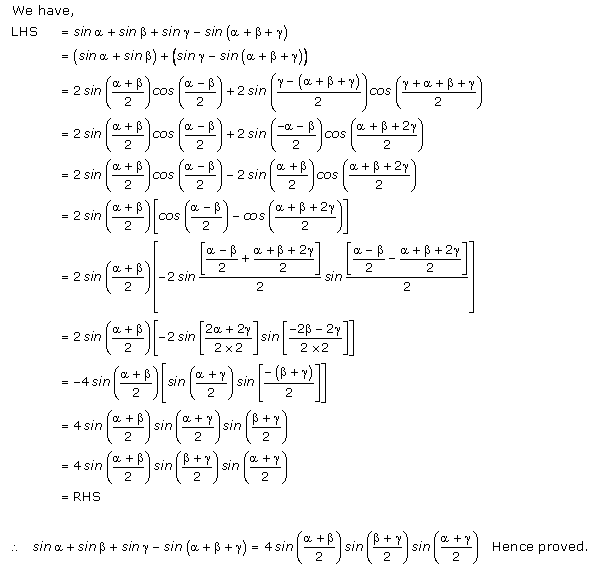 We have,
LHS = sin α + sin β + sin γ − sin (α + β + γ)
= (sin α + sin β) + (sin γ − sin (α + β + γ))
= 2 sin ((α + β)/2) cos ((α − β)/2) + 2 sin ((γ − (α + β + γ))/2) cos ((γ + α + β + γ)/2)
= 2 sin ((α + β)/2) cos ((α − β)/2) + 2 sin ((−α − β)/2) cos ((α + β + 2γ)/2)
= 2 sin ((α + β)/2) cos ((α − β)/2) − 2 sin ((α + β)/2) cos ((α + β + 2γ)/2)
= 2 sin ((α + β)/2) [cos ((α − β)/2) − cos ((α + β + 2γ)/2)]
= 2 sin ((α + β)/2) [−2 sin [(α − β)/2 + (α + β + 2γ)/2]/2 sin [(α − β)/2 − (α + β + 2γ)/2]/2]
= 2 sin ((α + β)/2) [−2 sin [(2α + 2γ)/(2 × 2)] sin [(−2β − 2γ)/(2 × 2)]]
= −4 sin ((α + β)/2) [sin ((α + γ)/2) sin [−(β + γ)/2]]
= 4 sin ((α + β)/2) sin ((α + γ)/2) sin ((β + γ)/2)
= 4 sin ((α + β)/2) sin ((β + γ)/2) sin ((α + γ)/2)
= RHS
∴ sin α + sin β + sin γ − sin (α + β + γ) = 4 sin ((α + β)/2) sin ((β + γ)/2) sin ((α + γ)/2) Hence proved.